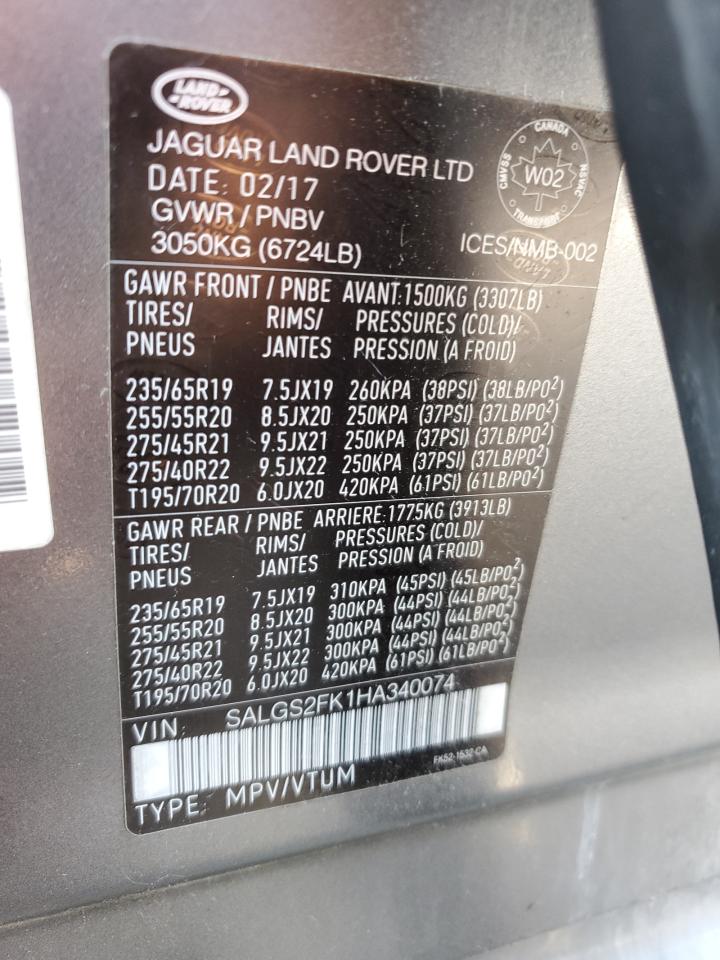 LAND ROVER
JAGUAR LAND ROVER LTD
DATE: 02/17
GVWR / PNBV
3050KG (6724LB)
CANADA
CMVSS W02 NSVAC
TRANSPORT
ICES/NMB-002
GAWR FRONT / PNBE AVANT:1500KG (3307LB)
TIRES/ RIMS/ PRESSURES (COLD)/
PNEUS JANTES PRESSION (A FROID)
235/65R19 7.5JX19 260KPA (38PSI) (38LB/PO²)
255/55R20 8.5JX20 250KPA (37PSI) (37LB/PO²)
275/45R21 9.5JX21 250KPA (37PSI) (37LB/PO²)
275/40R22 9.5JX22 250KPA (37PSI) (37LB/PO²)
T195/70R20 6.0JX20 420KPA (61PSI) (61LB/PO²)
GAWR REAR / PNBE ARRIERE:1775KG (3913LB)
TIRES/ RIMS/ PRESSURES (COLD)/
PNEUS JANTES PRESSION (A FROID)
235/65R19 7.5JX19 310KPA (45PSI) (45LB/PO²)
255/55R20 8.5JX20 300KPA (44PSI) (44LB/PO²)
275/45R21 9.5JX21 300KPA (44PSI) (44LB/PO²)
275/40R22 9.5JX22 300KPA (44PSI) (44LB/PO²)
T195/70R20 6.0JX20 420KPA (61PSI) (61LB/PO²)
VIN: SALGS2FK1HA340074
FK52-1532-CA
TYPE: MPV/VTUM